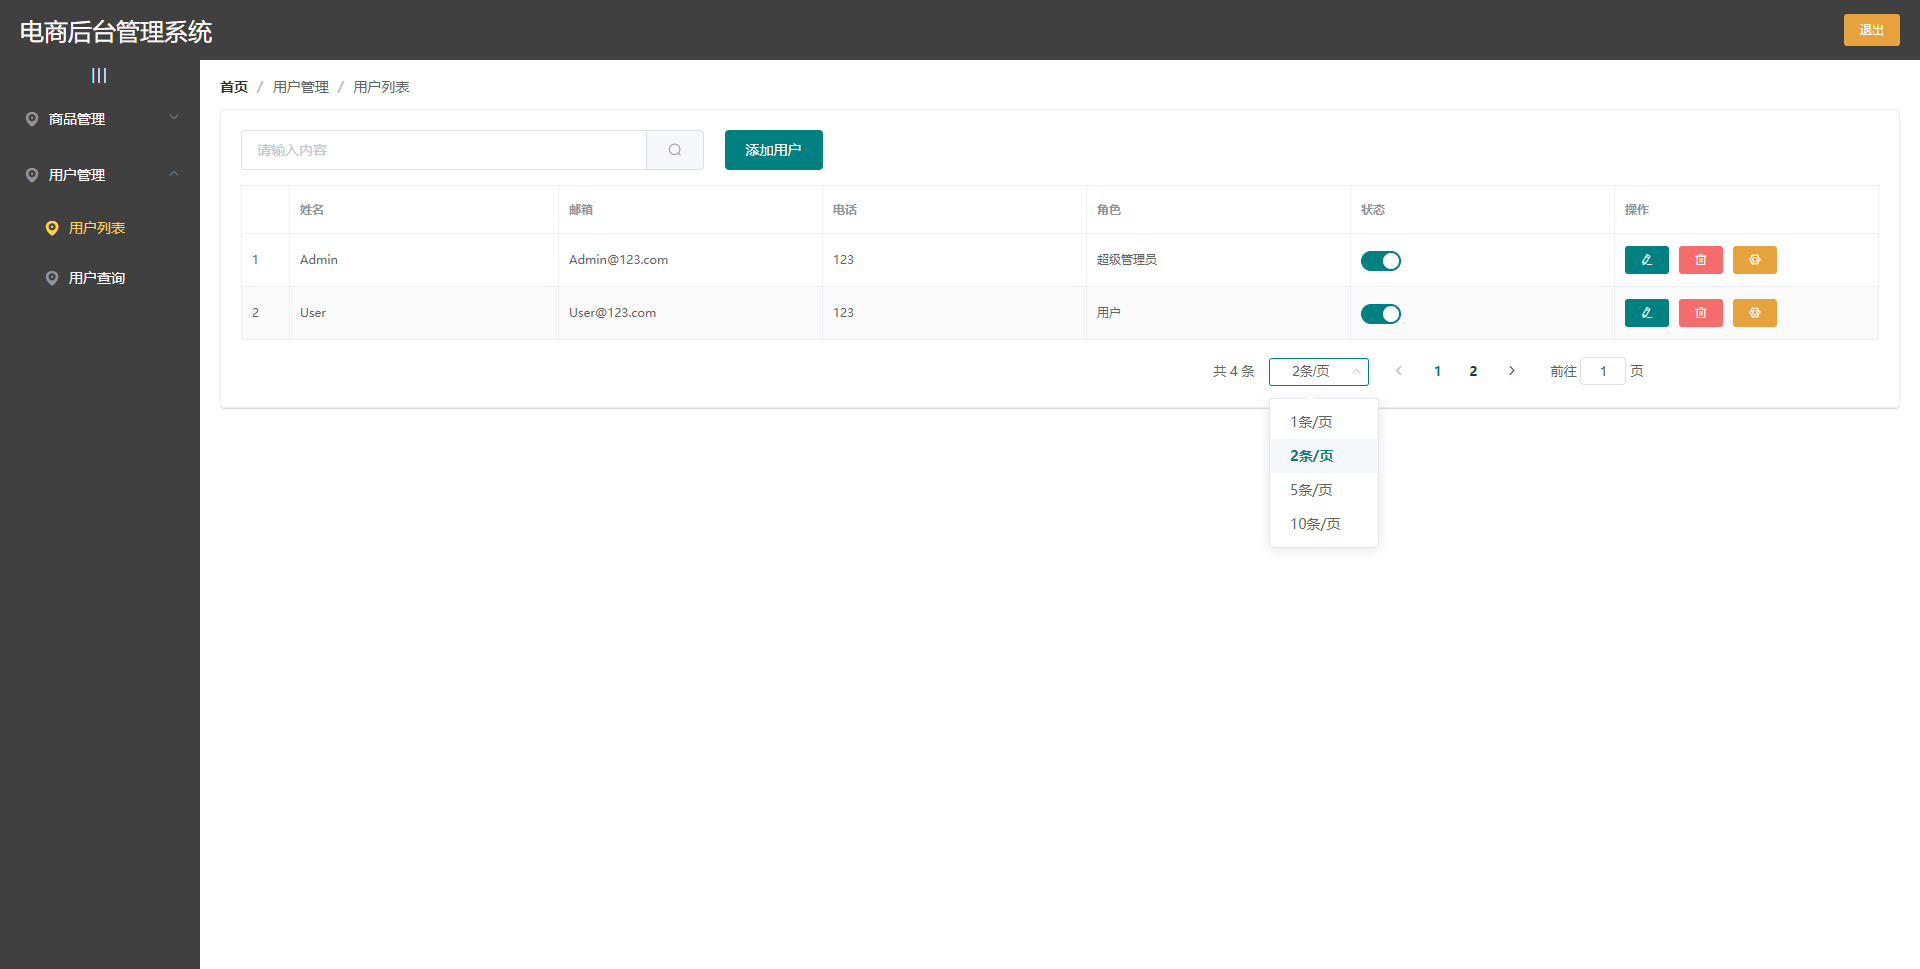 电商后台管理系统
退出
|||
商品管理
用户管理
用户列表
用户查询
首页 / 用户管理 / 用户列表
请输入内容
添加用户
姓名 邮箱 电话 角色 状态 操作
1 Admin Admin@123.com 123 超级管理员
2 User User@123.com 123 用户
共 4 条 2条/页 1 2 前往 1 页
1条/页
2条/页
5条/页
10条/页